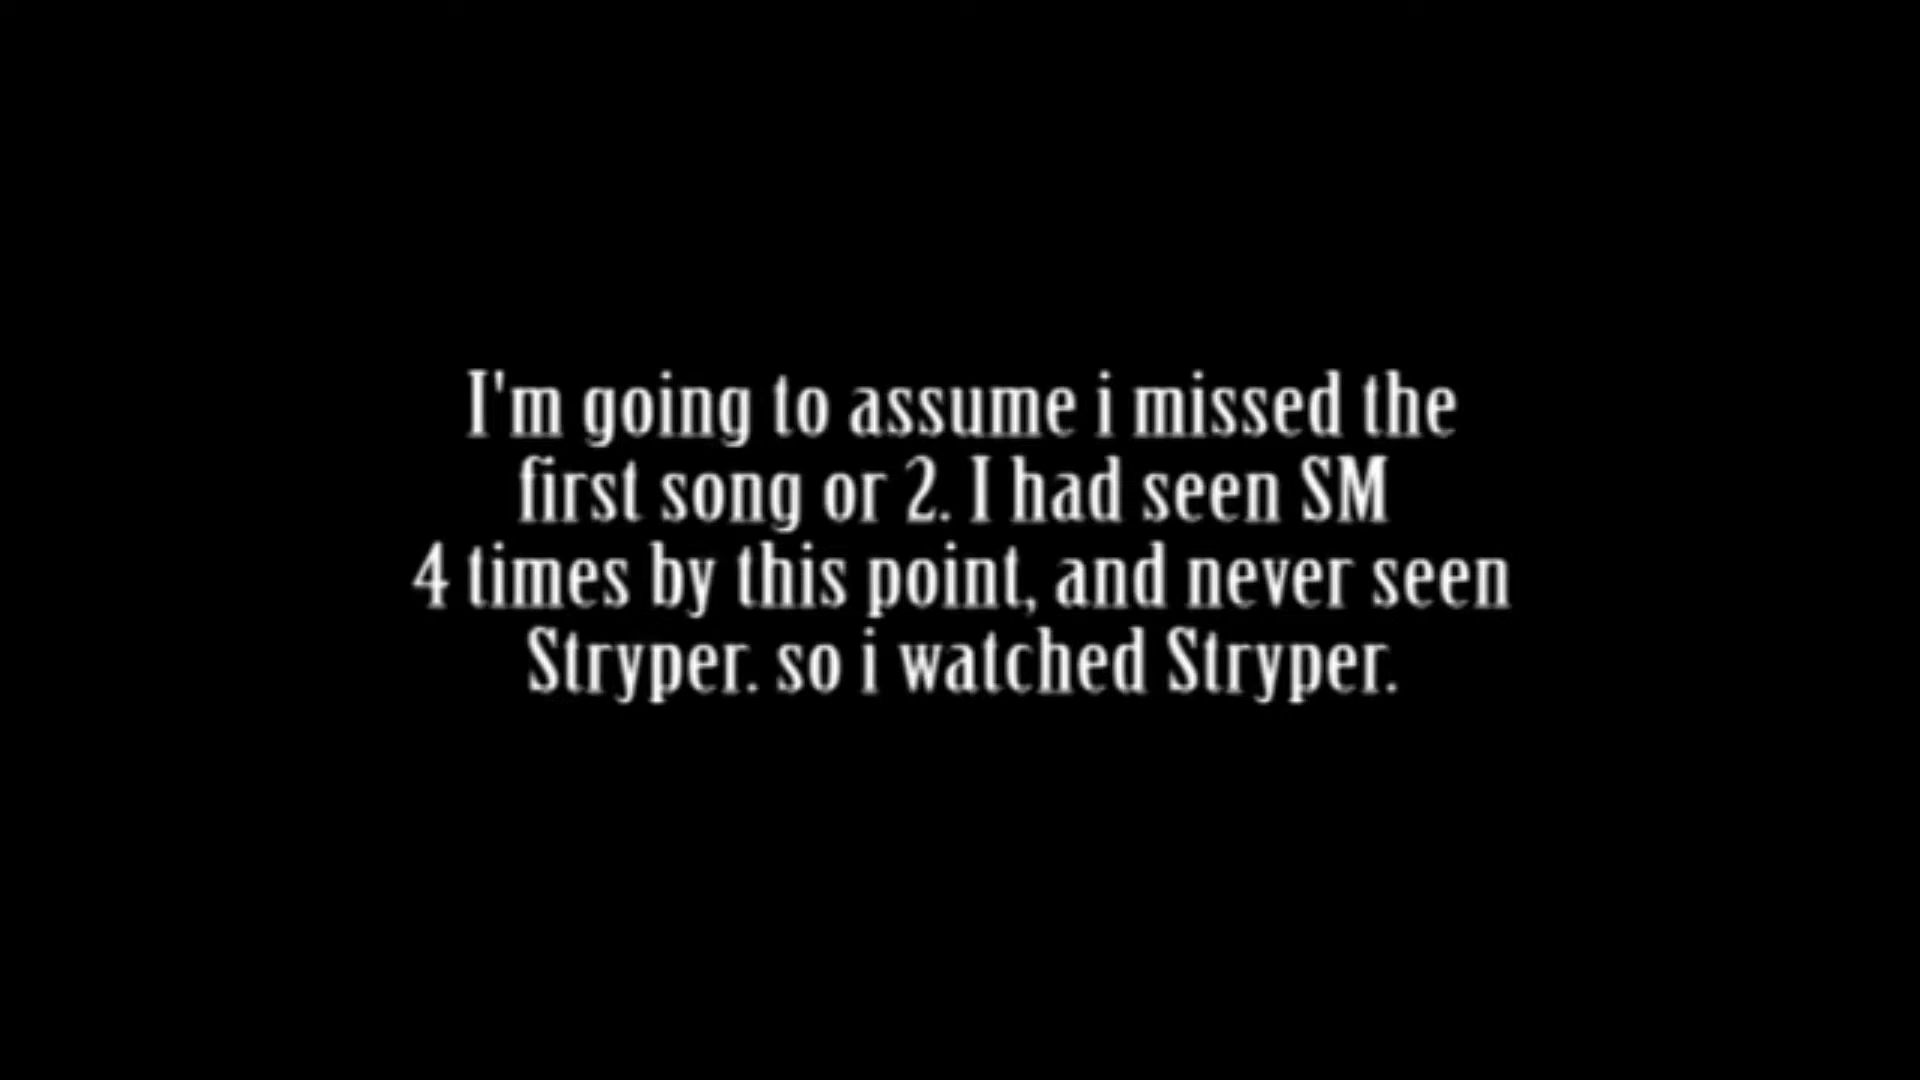 I'm going to assume i missed the
first song or 2. I had seen SM
4 times by this point, and never seen
Stryper. so i watched Stryper.